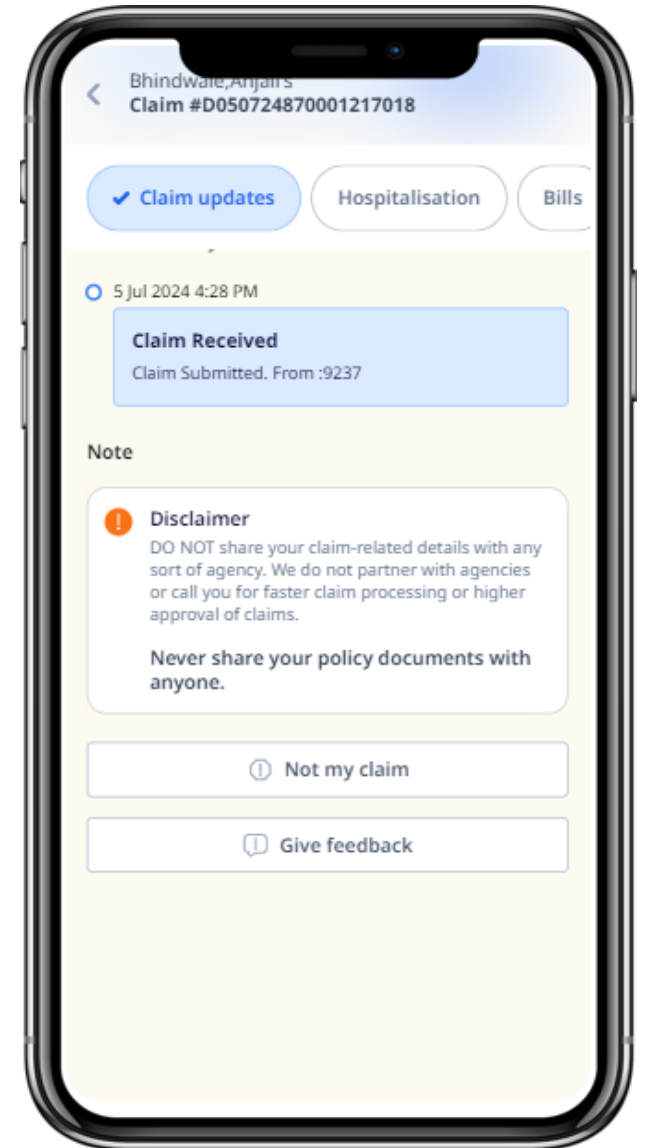 Bhindwale,Anjali's
Claim #D050724870001217018
Claim updates
Hospitalisation
Bills
5 Jul 2024 4:28 PM
Claim Received
Claim Submitted. From :9237
Note
Disclaimer
DO NOT share your claim-related details with any
sort of agency. We do not partner with agencies
or call you for faster claim processing or higher
approval of claims.
Never share your policy documents with
anyone.
Not my claim
Give feedback